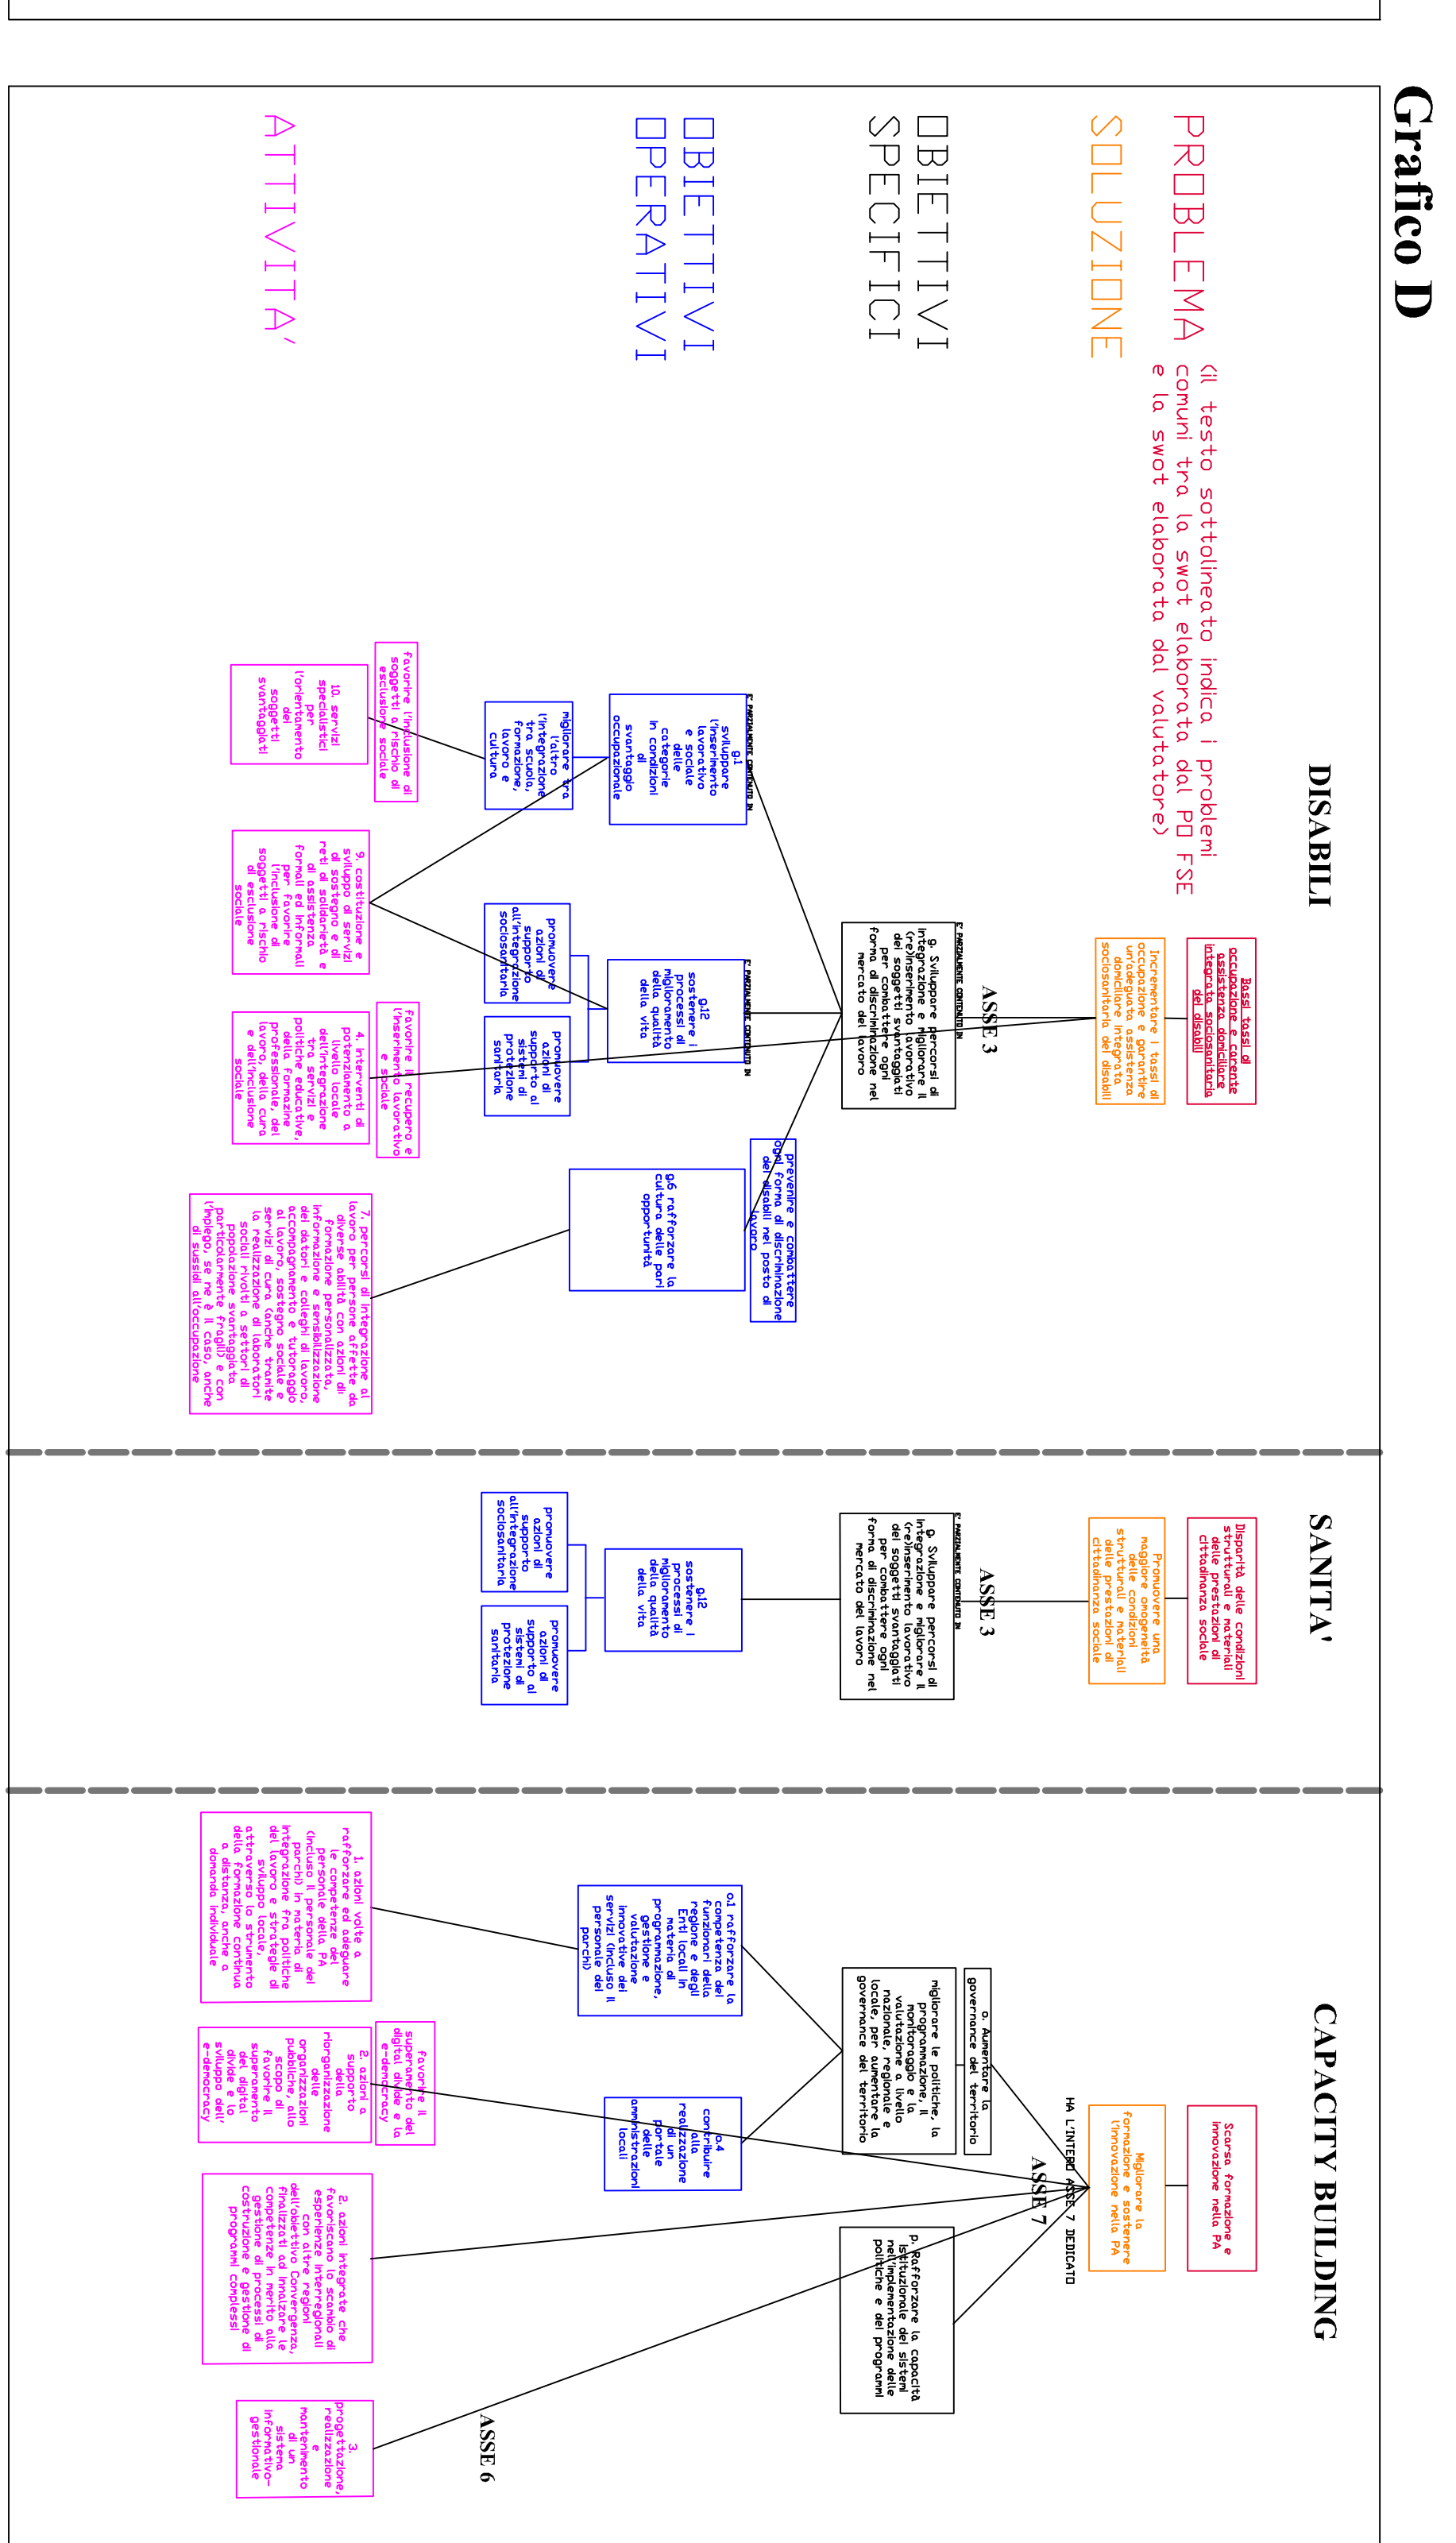 Grafico D
DISABILI
SANITA'
CAPACITY BUILDING
PROBLEMA
(il testo sottolineato indica i problemi
comuni tra la swot elaborata dal PO FSE
e la swot elaborata dal valutatore)
SOLUZIONE
OBIETTIVI
SPECIFICI
OBIETTIVI
OPERATIVI
ATTIVITA'
Bassi tassi di
occupazione e carente
assistenza domiciliare
integrata sociosanitaria
dei disabili
Incrementare i tassi di
occupazione e garantire
un'adeguata assistenza
domiciliare integrata
sociosanitaria dei disabili
ASSE 3
E' PARZIALMENTE CONTENUTO IN
g. Sviluppare percorsi di
integrazione e migliorare il
(re)inserimento lavorativo
dei soggetti svantaggiati
per combattere ogni
forma di discriminazione nel
mercato del lavoro
E' PARZIALMENTE CONTENUTO IN
g.1
sviluppare
l'inserimento
lavorativo
e sociale
delle
categorie
in condizioni
di
svantaggio
occupazionale
migliorare tra
l'altro
l'integrazione
tra scuola,
formazione,
lavoro e
cultura
E' PARZIALMENTE CONTENUTO IN
g.12
sostenere i
processi di
miglioramento
della qualità
della vita
promuovere
azioni di
supporto
all'integrazione
sociosanitaria
promuovere
azioni di
supporto ai
sistemi di
protezione
sanitaria
prevenire e combattere
ogni forma di discriminazione
dei disabili nel posto di
lavoro
g.6 rafforzare la
cultura delle pari
opportunità
favorire l'inclusione di
soggetti a rischio di
esclusione sociale
10. servizi
specialistici
per
l'orientamento
dei
soggetti
svantaggiati
9. costituzione e
sviluppo di servizi
di sostegno e di
reti di solidarietà e
di assistenza
formali ed informali
per favorire
l'inclusione di
soggetti a rischio
di esclusione
sociale
favorire il recupero e
l'inserimento lavorativo
e sociale
4. interventi di
potenziamento a
livello locale
dell'integrazione
tra servizi e
politiche educative,
della formazine
professionale, del
lavoro, della cura
e dell'inclusione
sociale
7. percorsi di integrazione al
lavoro per persone affette da
diverse abilità con azioni di:
formazione personalizzata,
informazione e sensibilizzazione
dei datori e colleghi di lavoro,
accompagnamento e tutoraggio
al lavoro, sostegno sociale e
servizi di cura (anche tramite
la realizzazione di laboratori
sociali rivolti a settori di
popolazione svantaggiata
particolarmente fragili) e con
l'impiego, se ne è il caso, anche
di sussidi all'occupazione
Disparità delle condizioni
strutturali e materiali
delle prestazioni di
cittadinanza sociale
Promuovere una
maggiore omogeneità
delle condizioni
strutturali e materiali
delle prestazioni di
cittadinanza sociale
ASSE 3
E' PARZIALMENTE CONTENUTO IN
g. Sviluppare percorsi di
integrazione e migliorare il
(re)inserimento lavorativo
dei soggetti svantaggiati
per combattere ogni
forma di discriminazione nel
mercato del lavoro
g.12
sostenere i
processi di
miglioramento
della qualità
della vita
promuovere
azioni di
supporto
all'integrazione
sociosanitaria
promuovere
azioni di
supporto ai
sistemi di
protezione
sanitaria
Scarsa formazione e
innovazione nella PA
Migliorare la
formazione e sostenere
l'innovazione nella PA
HA L'INTERO ASSE 7 DEDICATO
ASSE 7
o. Aumentare la
governance del territorio
migliorare le politiche, la
programmazione, il
monitoraggio e la
valutazione a livello
nazionale, regionale e
locale, per aumentare la
governance del territorio
p. Rafforzare la capacità
istituzionale dei sistemi
nell'implementazione delle
politiche e dei programmi
o.1 rafforzare la
competenza dei
funzionari della
regione e degli
Enti locali in
materia di
programmazione,
gestione e
valutazione
innovative dei
servizi (incluso il
personale dei
parchi)
o.4
contribuire
alla
realizzazione
di un
portale
delle
amministrazioni
locali
1. azioni volte a
rafforzare ed adeguare
le competenze del
personale della PA
(incluso il personale dei
parchi) in materia di
integrazione fra politiche
del lavoro e strategie di
sviluppo locale,
attraverso lo strumento
della formazione continua
a distanza, anche a
domanda individuale
favorire il
superamento del
digital divide e la
e-democracy
2. azioni a
supporto
della
riorganizzazione
delle
organizzazioni
pubbliche, allo
scopo di
favorire il
superamento
del digital
divide e lo
sviluppo dell'
e-democracy
2. azioni integrate che
favoriscano lo scambio di
esperienze interregionali
con altre regioni
dell'obiettivo Convergenza,
finalizzati ad innalzare le
competenze in merito alla
gestione di processi di
costruzione e gestione di
programmi complessi
ASSE 6
3.
progettazione,
realizzazione
e
mantenimento
di un
sistema
informativo-
gestionale